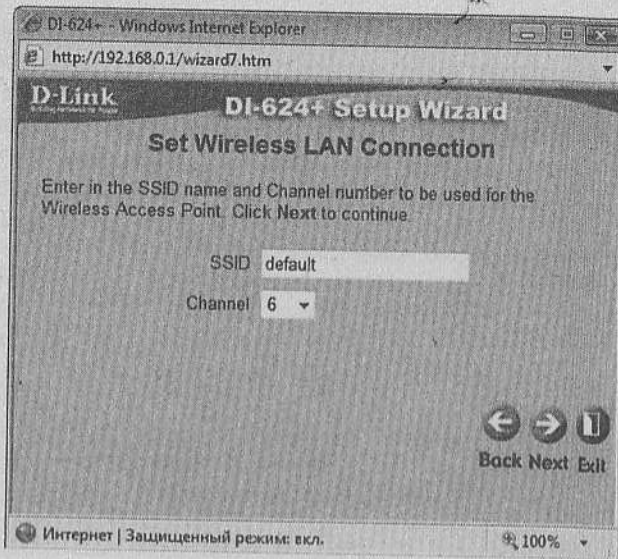 DI-624+ - Windows Internet Explorer
http://192.168.0.1/wizard7.htm
D-Link
DI-624+ Setup Wizard
Set Wireless LAN Connection
Enter in the SSID name and Channel number to be used for the
Wireless Access Point. Click Next to continue.
SSID default
Channel 6
Back Next Exit
Интернет | Защищенный режим: вкл. 100%